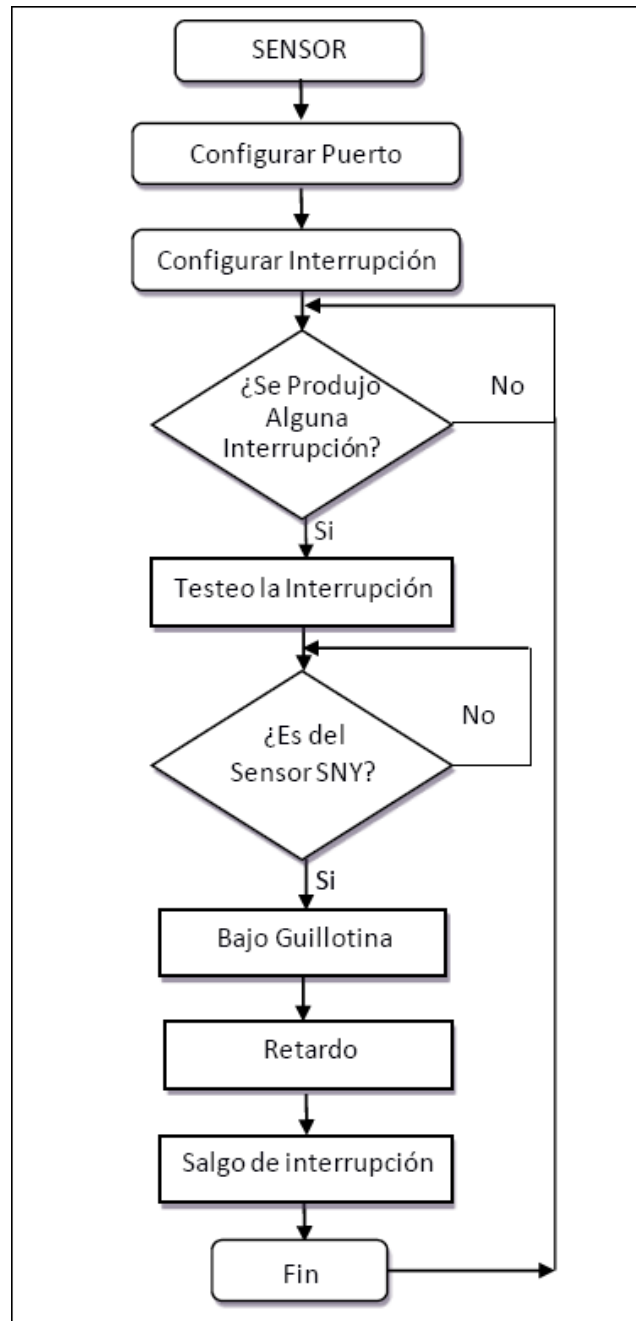 SENSOR
Configurar Puerto
Configurar Interrupción
¿Se Produjo
Alguna
Interrupción?
No
Si
Testeo la Interrupción
¿Es del
Sensor SNY?
No
Si
Bajo Guillotina
Retardo
Salgo de interrupción
Fin